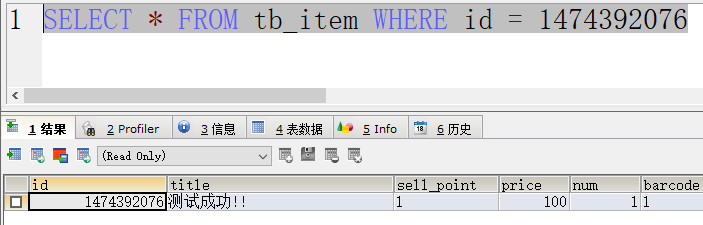 1 SELECT * FROM tb_item WHERE id = 1474392076
1 结果 2 Profiler 3 信息 4 表数据 5 Info 18 6 历史
(Read Only)
id title sell_point price num barcode
1474392076 测试成功!! 1 100 1 1